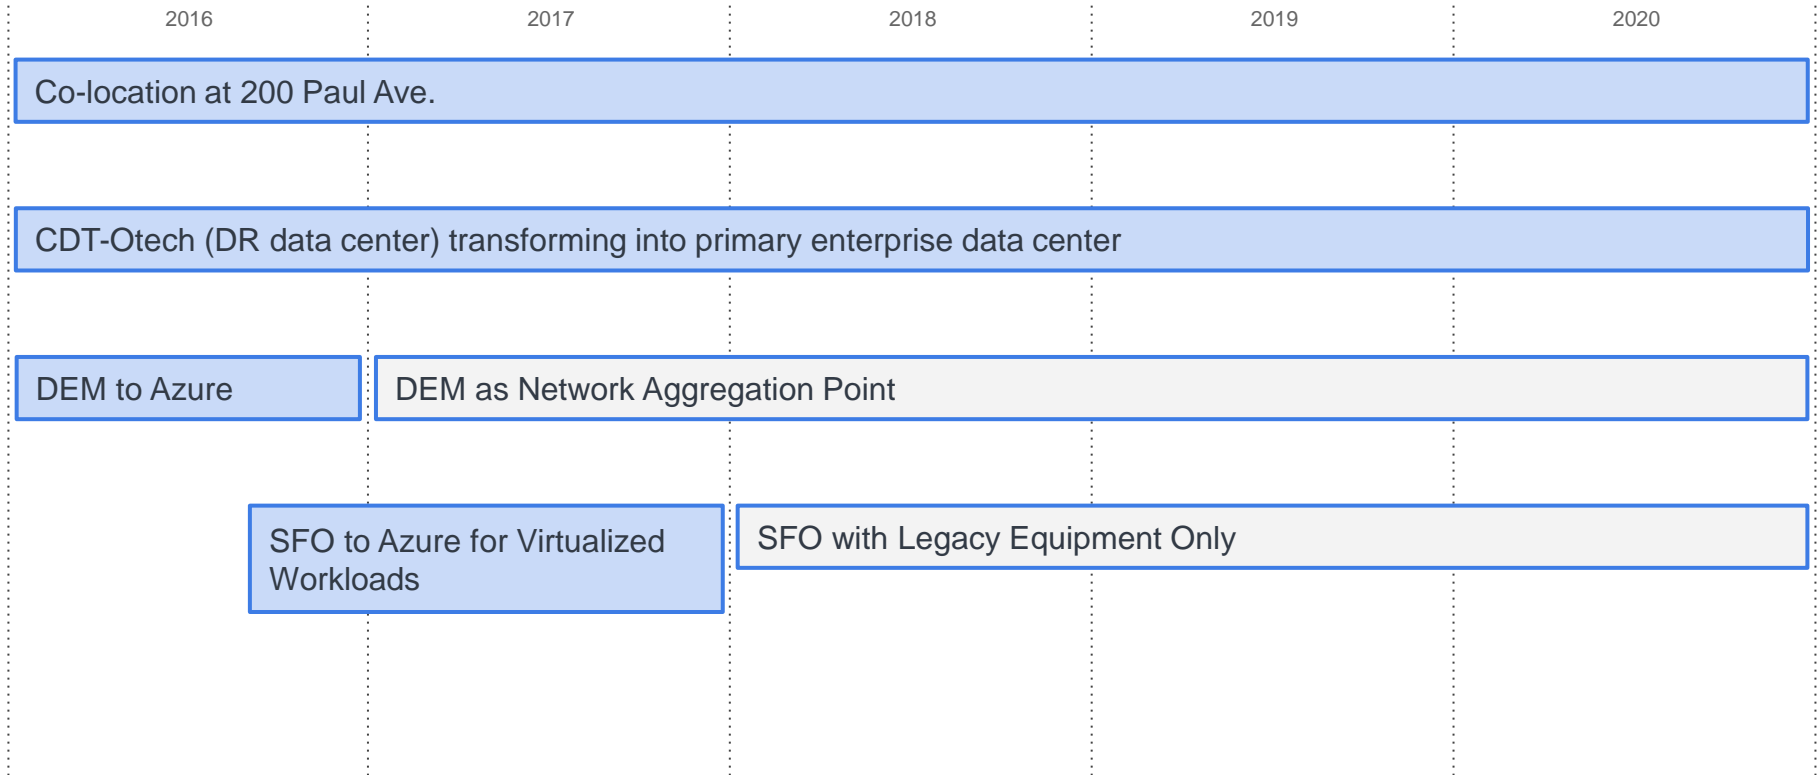 2016
2017
2018
2019
2020
Co-location at 200 Paul Ave.
CDT-Otech (DR data center) transforming into primary enterprise data center
DEM to Azure
DEM as Network Aggregation Point
SFO to Azure for Virtualized
Workloads
SFO with Legacy Equipment Only